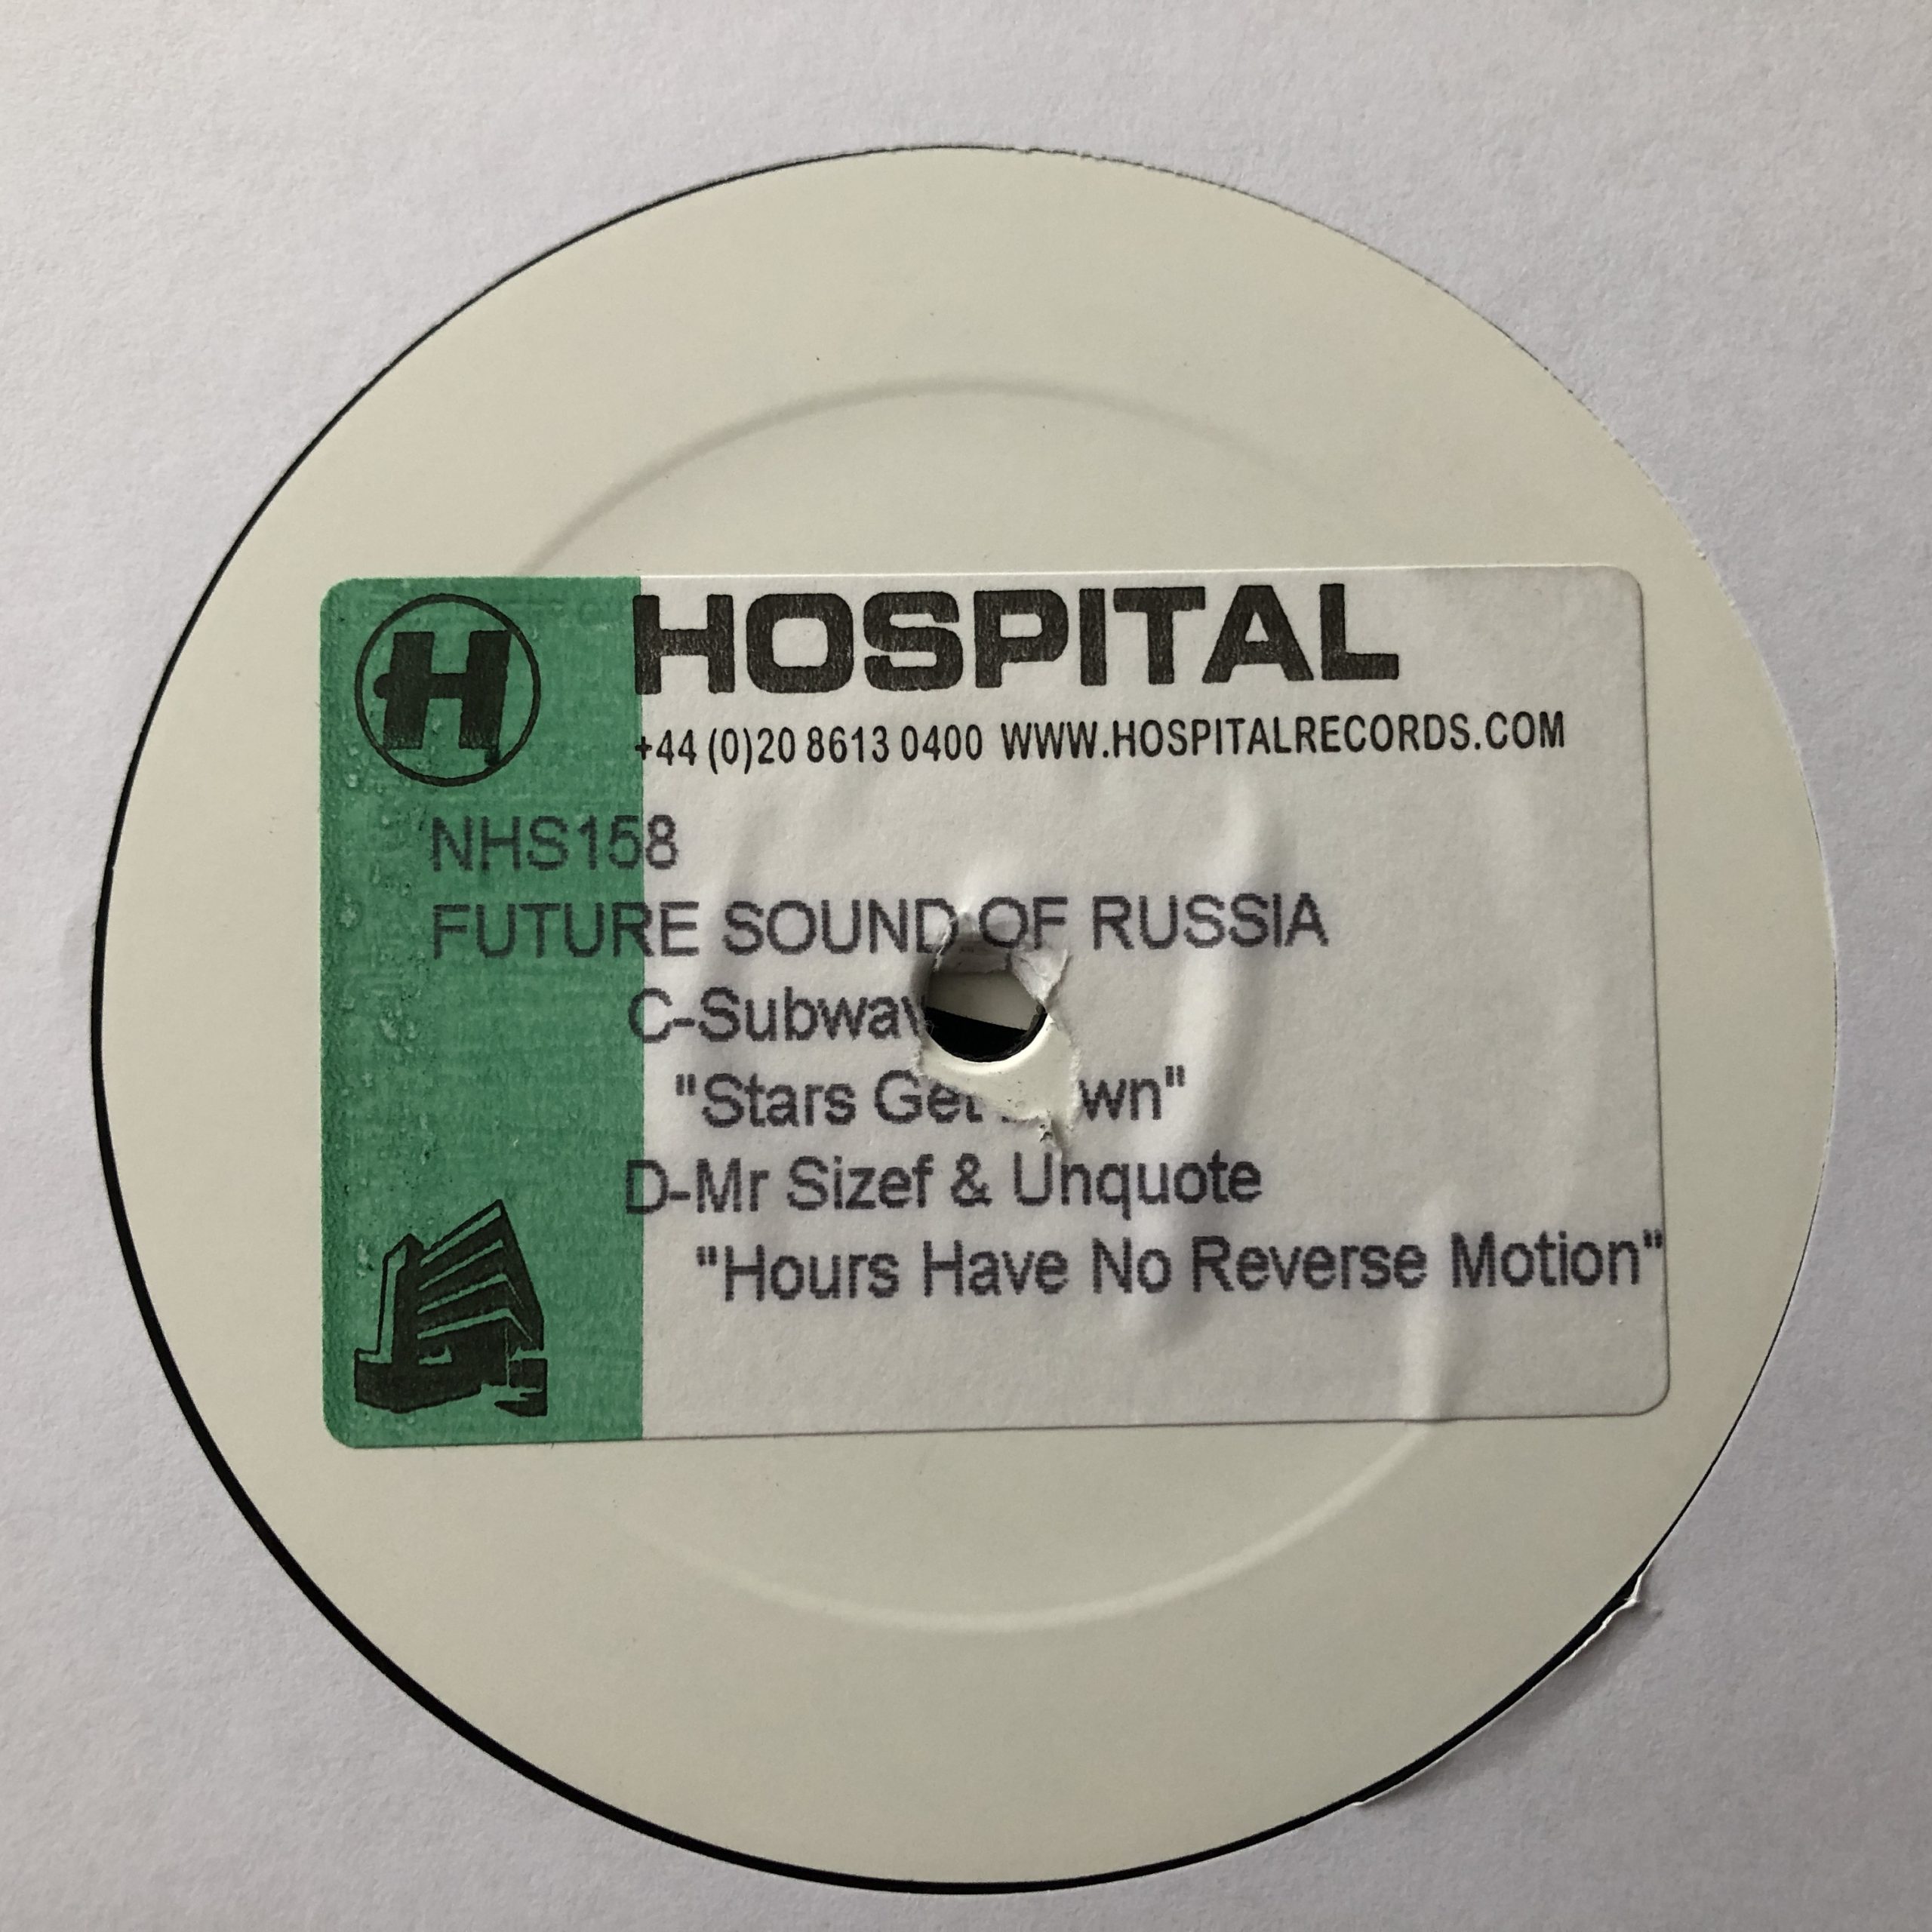 H HOSPITAL
+44 (0)20 8613 0400 WWW.HOSPITALRECORDS.COM
NHS158
FUTURE SOUND OF RUSSIA
C-Subwav
"Stars Get
D-Mr Sizef & Unquote
"Hours Have No Reverse Motion"